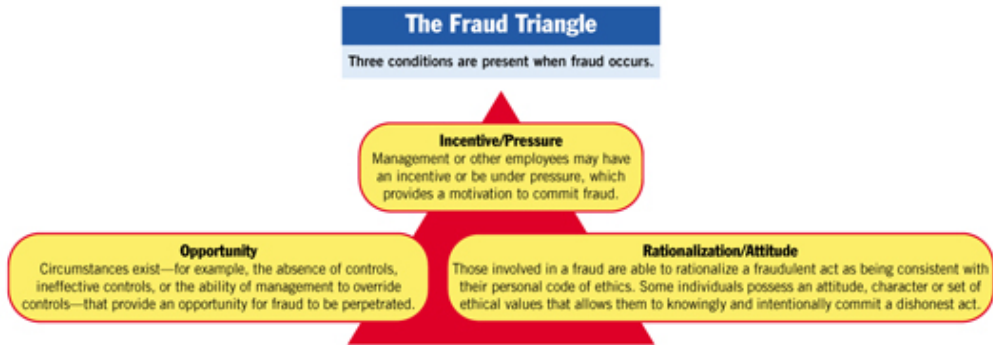 The Fraud Triangle
Three conditions are present when fraud occurs.
Incentive/Pressure
Management or other employees may have
an incentive or be under pressure, which
provides a motivation to commit fraud.
Opportunity
Circumstances exist—for example, the absence of controls,
ineffective controls, or the ability of management to override
controls—that provide an opportunity for fraud to be perpetrated.
Rationalization/Attitude
Those involved in a fraud are able to rationalize a fraudulent act as being consistent with
their personal code of ethics. Some individuals possess an attitude, character or set of
ethical values that allows them to knowingly and intentionally commit a dishonest act.